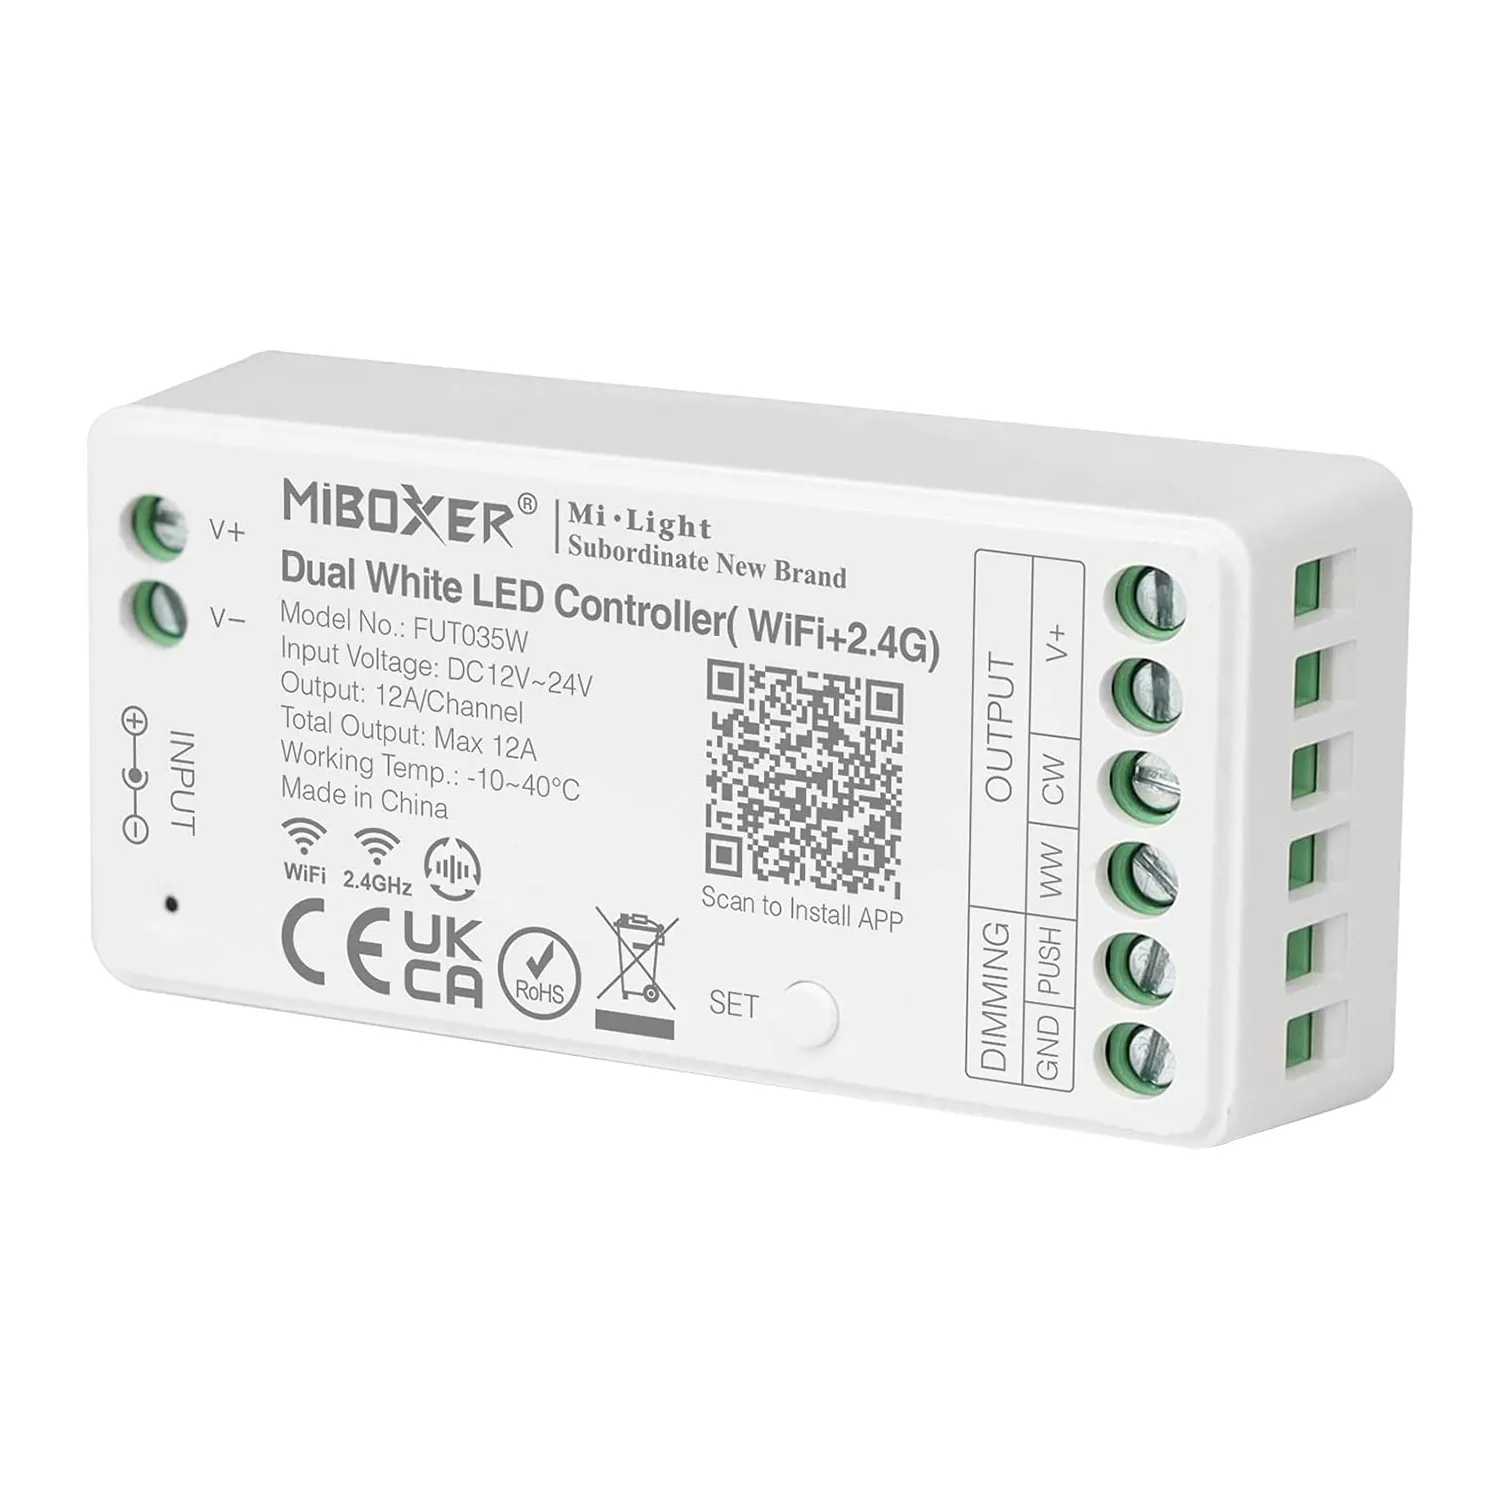 MiBOXER®
Mi·Light
Subordinate New Brand
Dual White LED Controller( WiFi+2.4G)
Model No.: FUT035W
Input Voltage: DC12V~24V
Output: 12A/Channel
Total Output: Max 12A
Working Temp.: -10~40°C
Made in China
WiFi
2.4GHz
CE
UK
CA
RoHS
Scan to Install APP
SET
V+
V−
INPUT
+
−
OUTPUT
V+
CW
WW
DIMMING
PUSH
GND